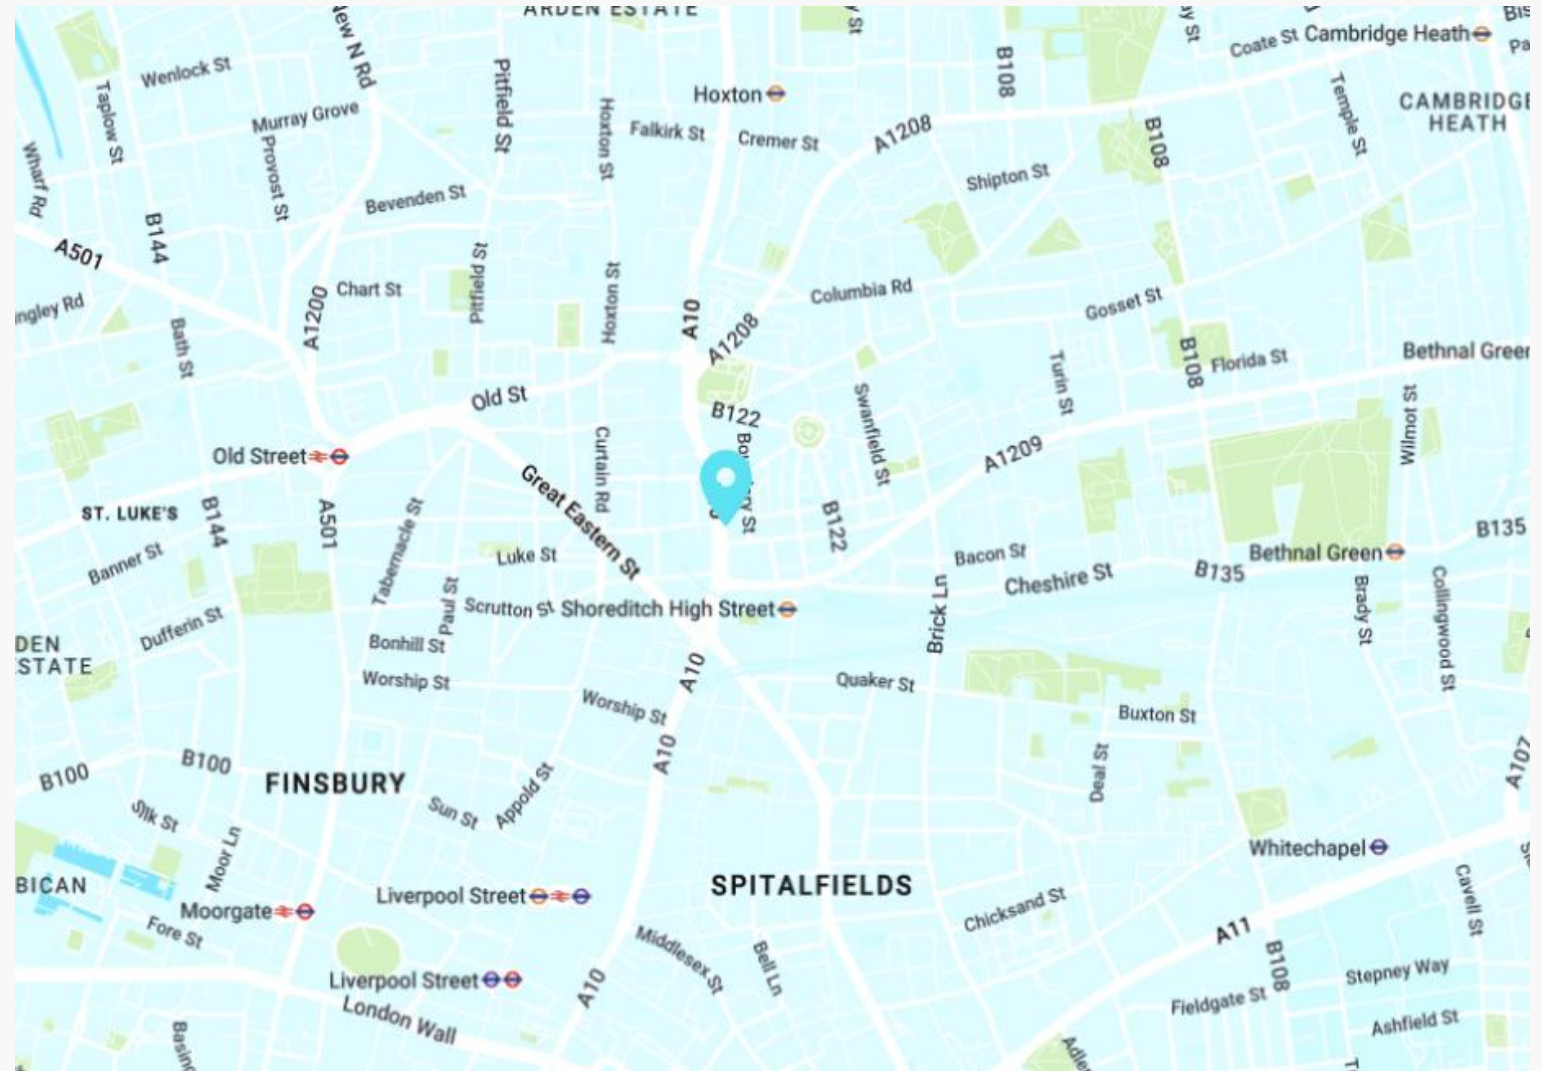 ARDEN ESTATE
Coate St
Cambridge Heath
New N Rd
Wenlock St
Pitfield St
Hoxton
B108
Taplow St
Murray Grove
Hoxton St
Falkirk St
Cremer St
A1208
B108
Temple St
CAMBRIDGE
HEATH
Wharf Rd
Provost St
Bevenden St
Shipton St
B144
A501
Chart St
Pitfield St
Hoxton St
Columbia Rd
Gosset St
A1200
A10
A1208
Bath St
Turin St
B108
Florida St
Bethnal Green
Old St
B122
Swanfield St
Wilmot St
Old Street
Curtain Rd
A1209
Great Eastern St
ST. LUKE'S
B144
A501
Tabernacle St
B122
B135
Banner St
Luke St
Bacon St
Bethnal Green
Cheshire St
B135
Paul St
Scrutton St
Shoreditch High Street
Brick Ln
Brady St
Collingwood St
Dufferin St
Bonhill St
DEN
STATE
Worship St
A10
Quaker St
Worship St
Buxton St
A10
Deal St
A107
B100
B100
FINSBURY
Silk St
Sun St
Appold St
Moor Ln
Whitechapel
BICAN
Liverpool Street
SPITALFIELDS
Moorgate
Chicksand St
Cavell St
Fore St
A11
Middlesex St
Bell Ln
B108
Liverpool Street
A10
Stepney Way
London Wall
Fieldgate St
Ashfield St